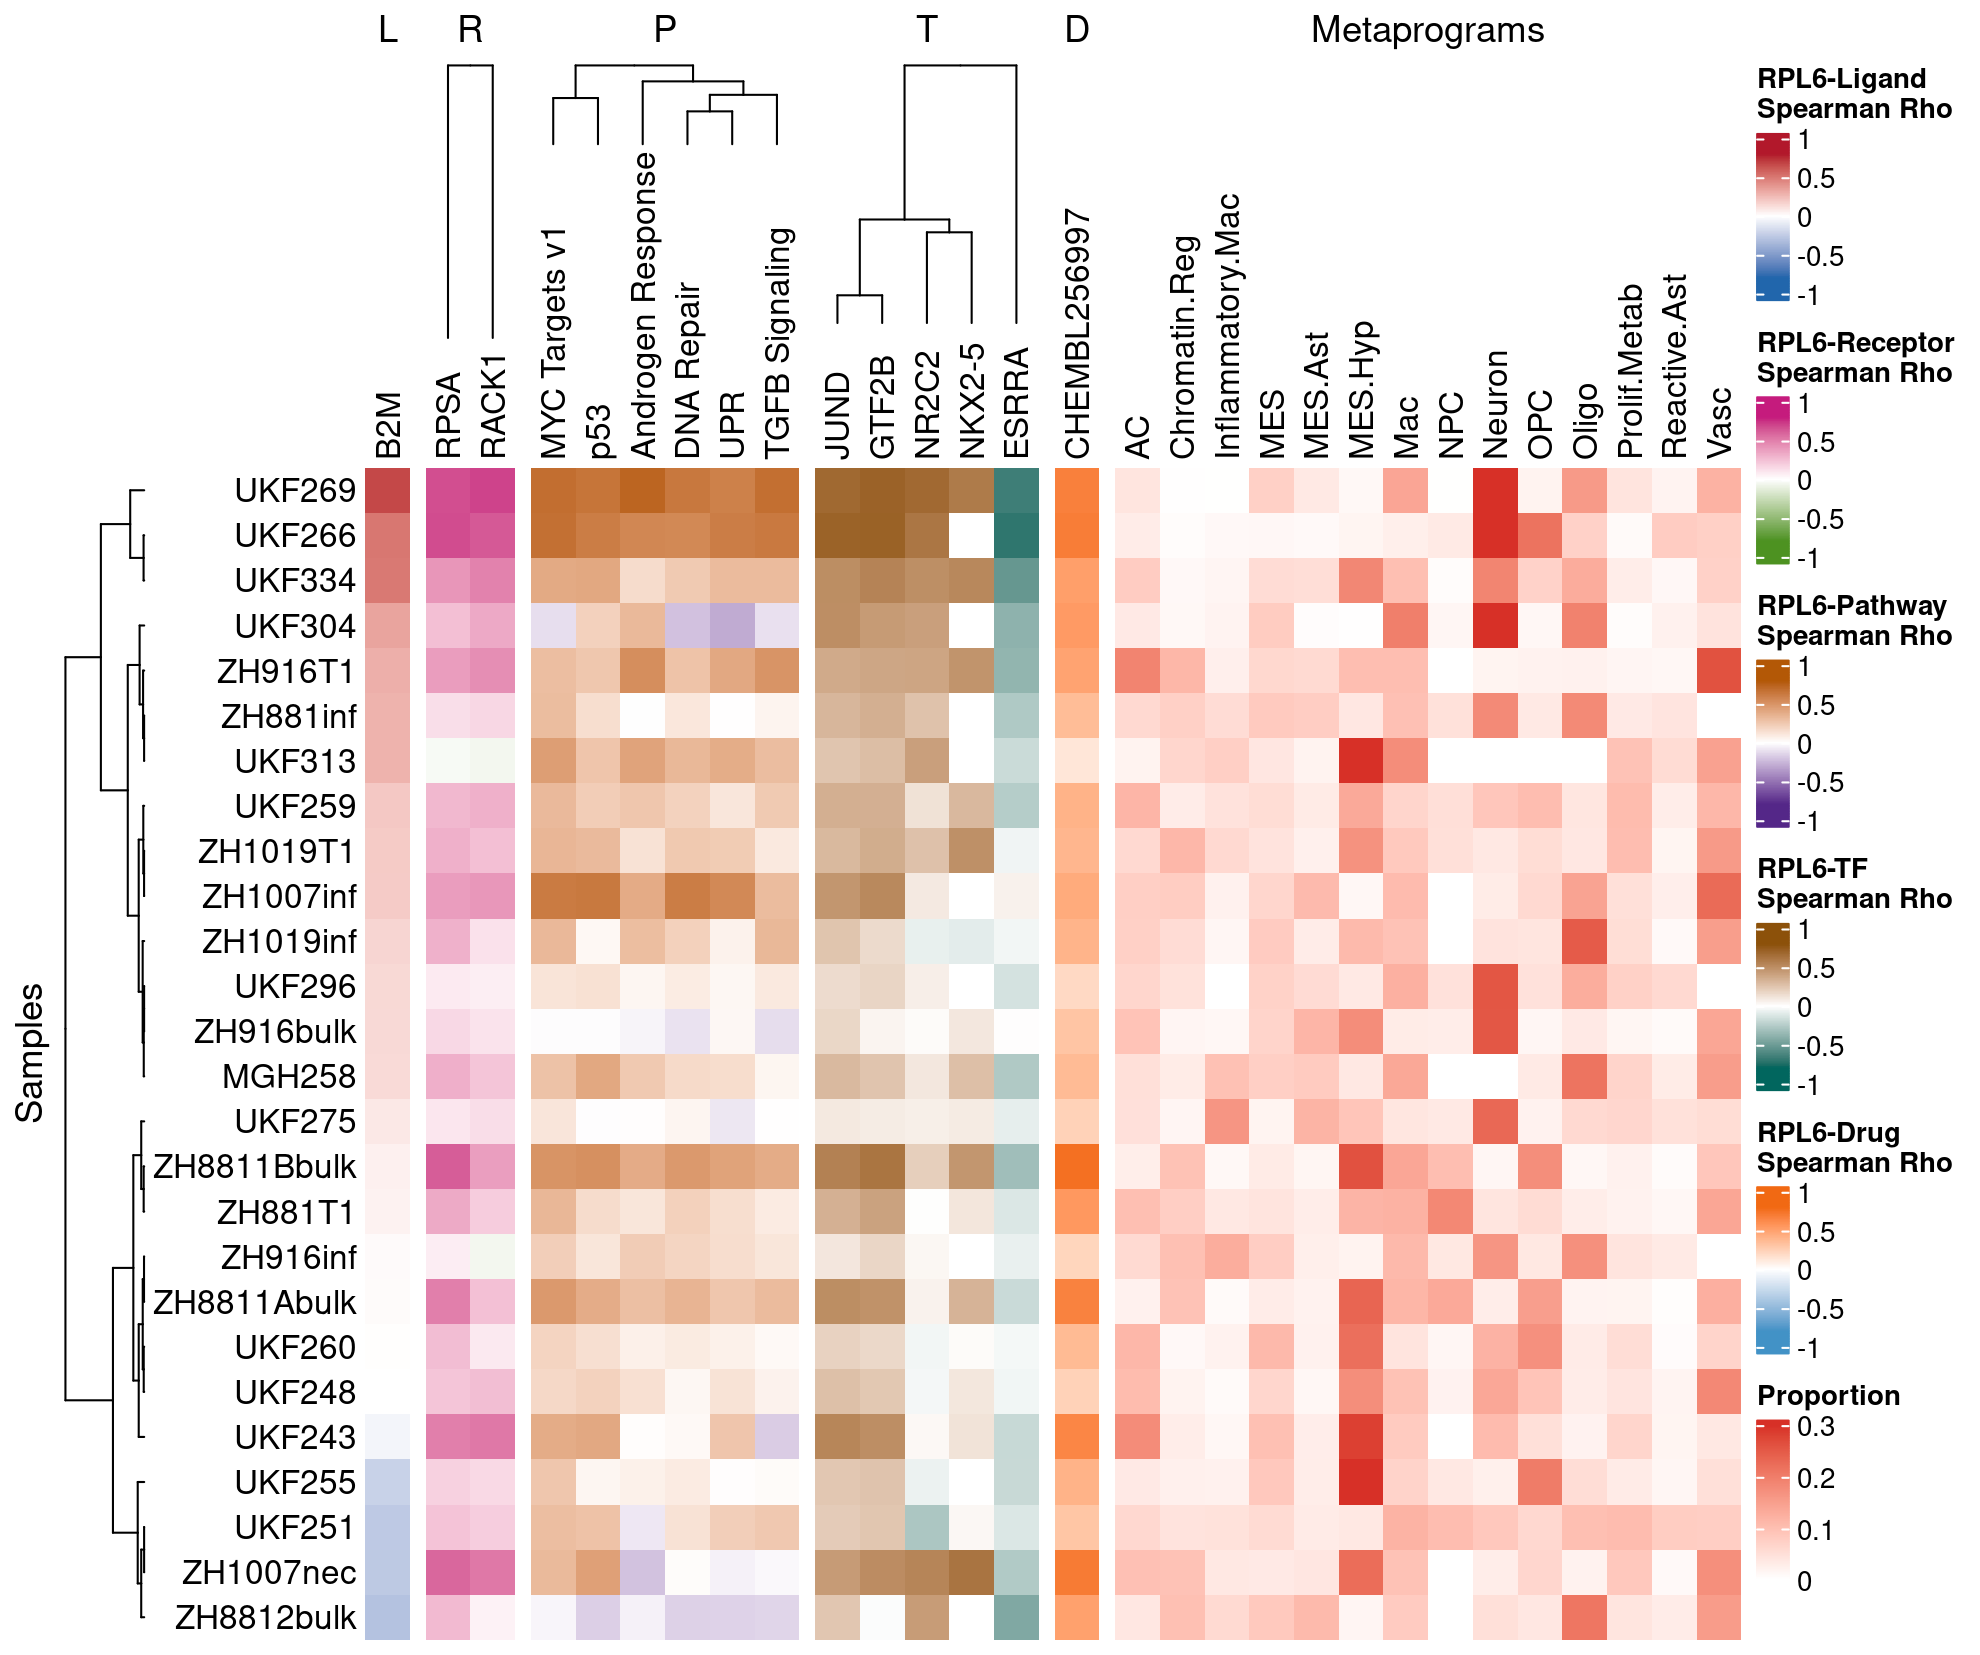 L R P T D Metaprograms
B2M
RPSA
RACK1
MYC Targets v1
p53
Androgen Response
DNA Repair
UPR
TGFB Signaling
JUND
GTF2B
NR2C2
NKX2-5
ESRRA
CHEMBL256997
AC
Chromatin.Reg
Inflammatory.Mac
MES
MES.Ast
MES.Hyp
Mac
NPC
Neuron
OPC
Oligo
Prolif.Metab
Reactive.Ast
Vasc
Samples
UKF269
UKF266
UKF334
UKF304
ZH916T1
ZH881inf
UKF313
UKF259
ZH1019T1
ZH1007inf
ZH1019inf
UKF296
ZH916bulk
MGH258
UKF275
ZH8811Bbulk
ZH881T1
ZH916inf
ZH8811Abulk
UKF260
UKF248
UKF243
UKF255
UKF251
ZH1007nec
ZH8812bulk
RPL6-Ligand
Spearman Rho
1
0.5
0
-0.5
-1
RPL6-Receptor
Spearman Rho
1
0.5
0
-0.5
-1
RPL6-Pathway
Spearman Rho
1
0.5
0
-0.5
-1
RPL6-TF
Spearman Rho
1
0.5
0
-0.5
-1
RPL6-Drug
Spearman Rho
1
0.5
0
-0.5
-1
Proportion
0.3
0.2
0.1
0